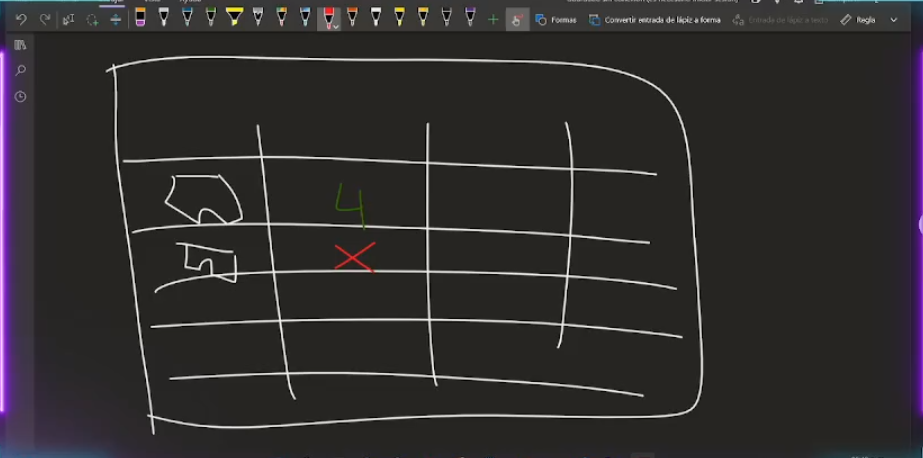 Formas
Convertir entrada de lápiz a forma
Entrada de lápiz a texto
Regla
4
X